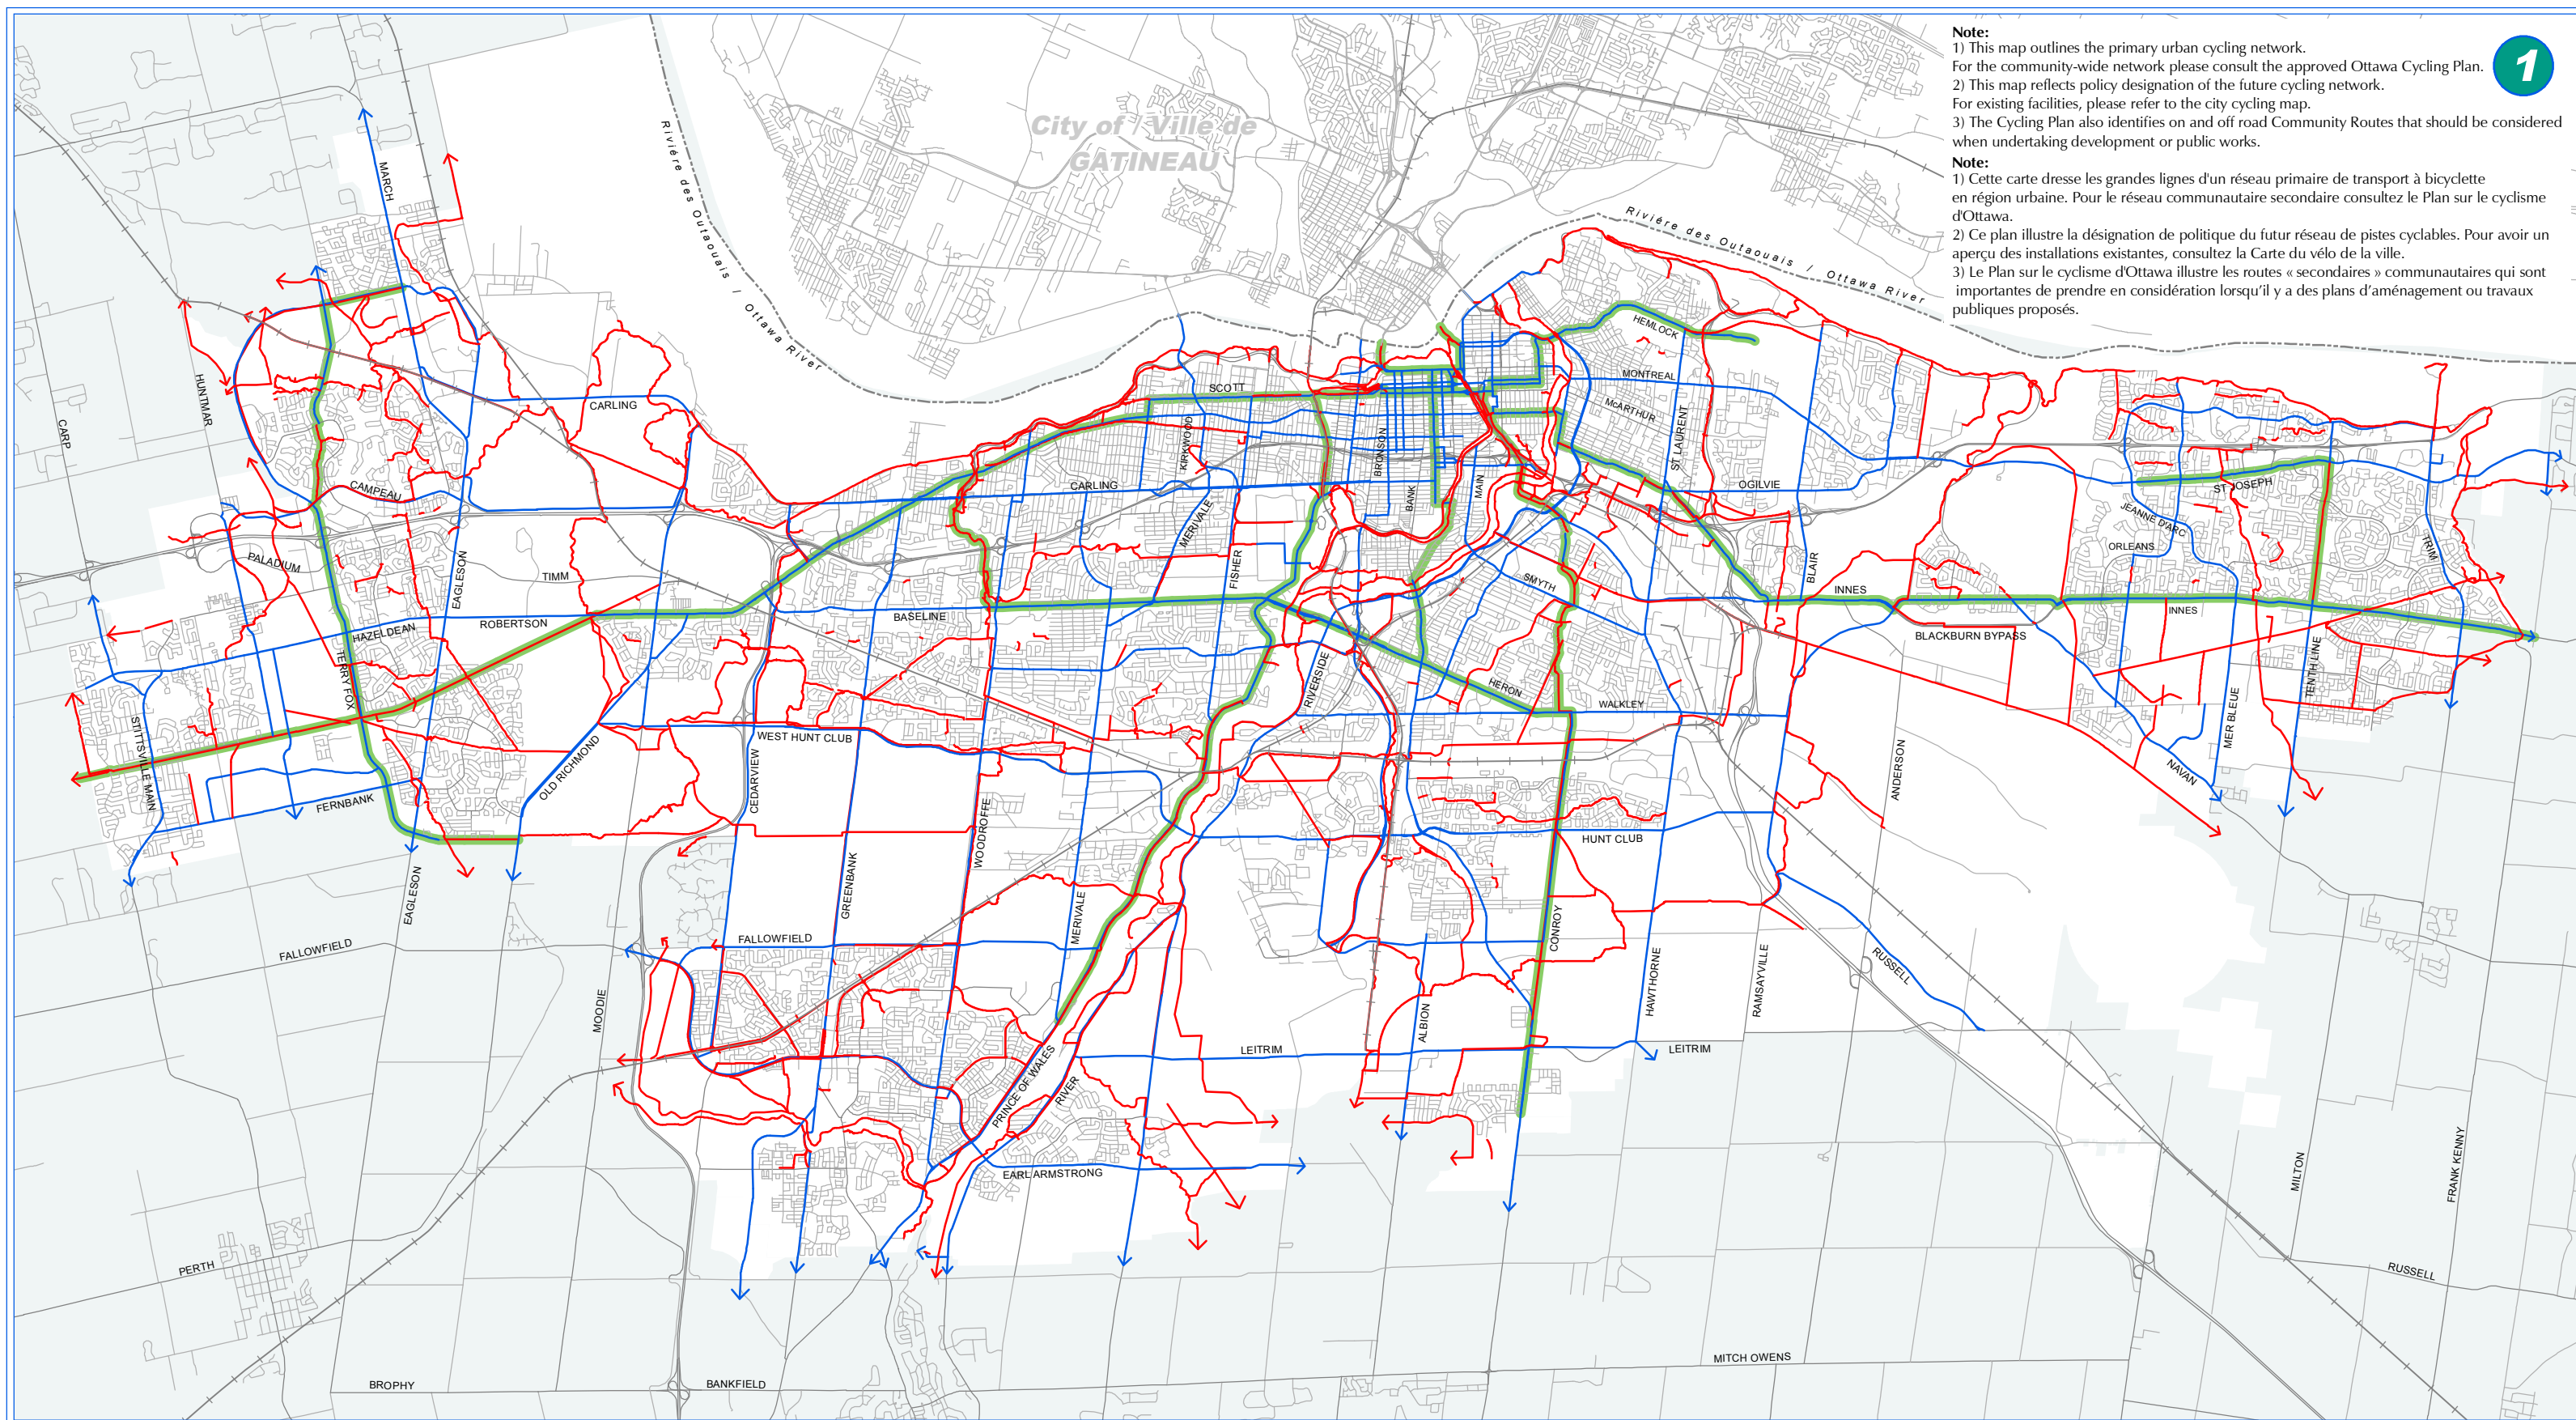 Note:
1) This map outlines the primary urban cycling network.
For the community-wide network please consult the approved Ottawa Cycling Plan.
2) This map reflects policy designation of the future cycling network.
For existing facilities, please refer to the city cycling map.
3) The Cycling Plan also identifies on and off road Community Routes that should be considered
when undertaking development or public works.
Note:
1) Cette carte dresse les grandes lignes d'un réseau primaire de transport à bicyclette
en région urbaine. Pour le réseau communautaire secondaire consultez le Plan sur le cyclisme
d'Ottawa.
2) Ce plan illustre la désignation de politique du futur réseau de pistes cyclables. Pour avoir un
aperçu des installations existantes, consultez la Carte du vélo de la ville.
3) Le Plan sur le cyclisme d'Ottawa illustre les routes « secondaires » communautaires qui sont
importantes de prendre en considération lorsqu'il y a des plans d'aménagement ou travaux
publiques proposés.
1
City of / Ville de
GATINEAU
Riviére des Outaouais / Ottawa River
Riviére des Outaouais / Ottawa River
MARCH
HUNTMAR
CARP
CARLING
SCOTT
HEMLOCK
MONTREAL
McARTHUR
KIRKWOOD
BRONSON
ST LAURENT
CAMPEAU
CARLING
BANK
MAIN
OGILVIE
ST JOSEPH
JEANNE D'ARC
ORLEANS
TRIM
PALADIUM
EAGLESON
TIMM
MERIVALE
FISHER
SMYTH
BLAIR
INNES
INNES
HAZELDEAN
ROBERTSON
BASELINE
BLACKBURN BYPASS
TERRY FOX
RIVERSIDE
HERON
WALKLEY
TENTH LINE
MER BLEUE
STITTSVILLE MAIN
WEST HUNT CLUB
OLD RICHMOND
CEDARVIEW
FERNBANK
WOODROFFE
ANDERSON
NAVAN
HUNT CLUB
EAGLESON
GREENBANK
MERIVALE
CONROY
FALLOWFIELD
FALLOWFIELD
MOODIE
HAWTHORNE
RAMSAYVILLE
RUSSELL
ALBION
LEITRIM
LEITRIM
PRINCE OF WALES
RIVER
EARL ARMSTRONG
MILTON
FRANK KENNY
PERTH
RUSSELL
BROPHY
BANKFIELD
MITCH OWENS